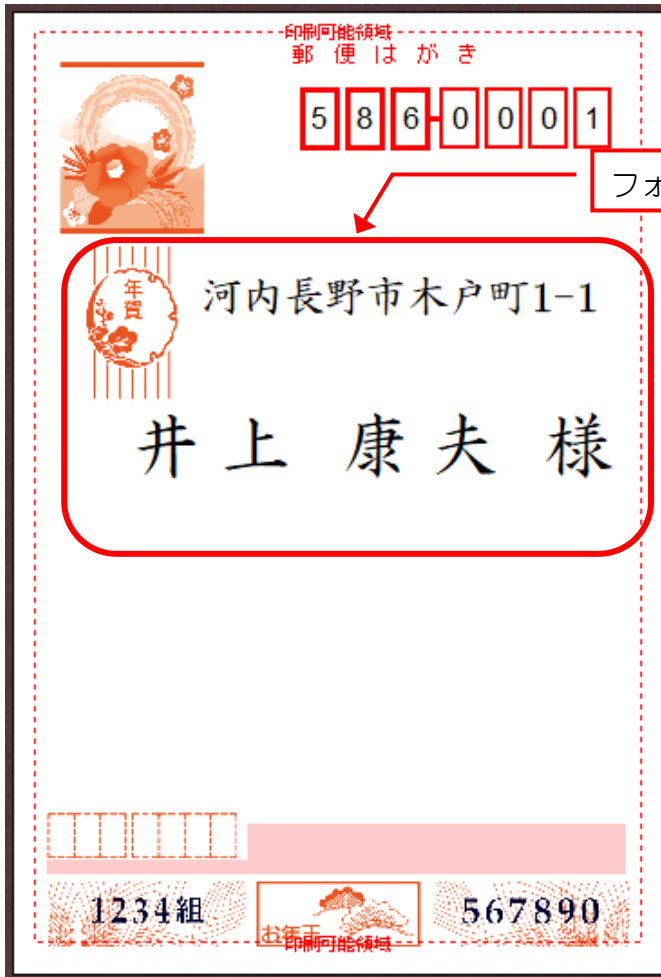 印刷可能領域
郵便はがき
586-0001
フォ
年賀
河内長野市木戸町1-1
井上 康夫 様
1234組
お年玉
567890
印刷可能領域